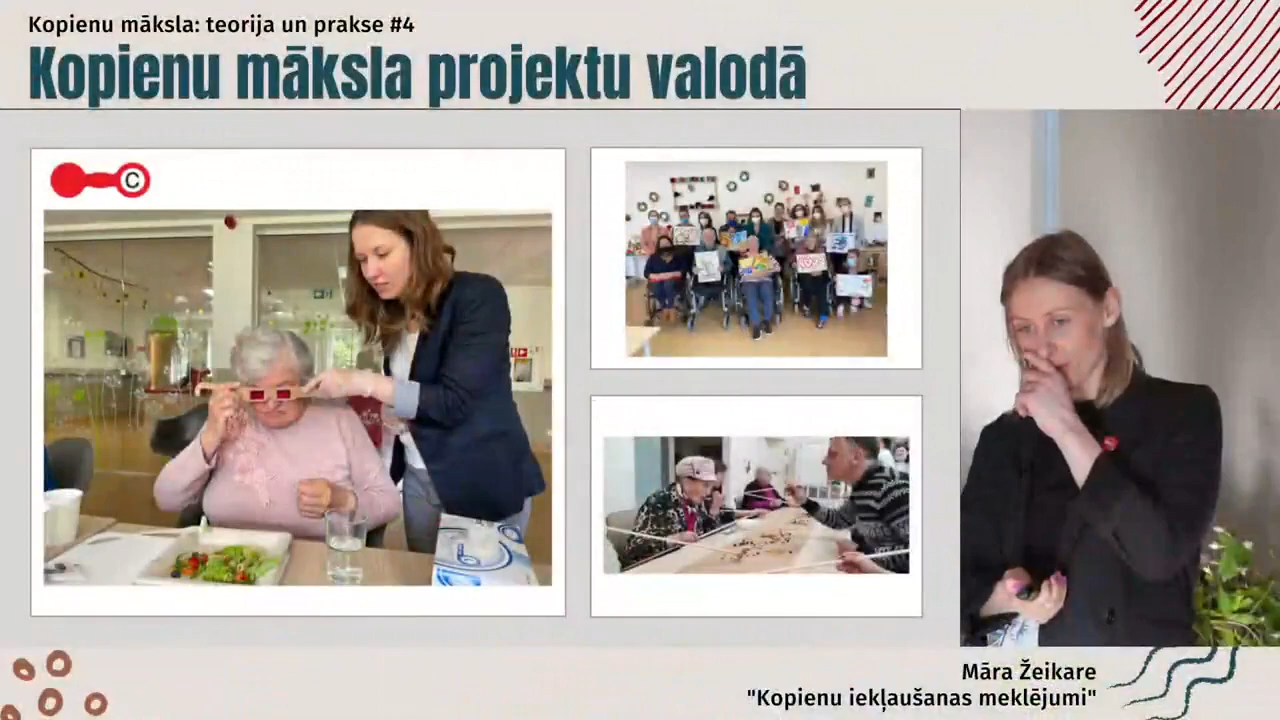 Kopienu māksla: teorija un prakse #4
Kopienu māksla projektu valodā
C
Māra Žeikare
"Kopienu iekļaušanas meklējumi"